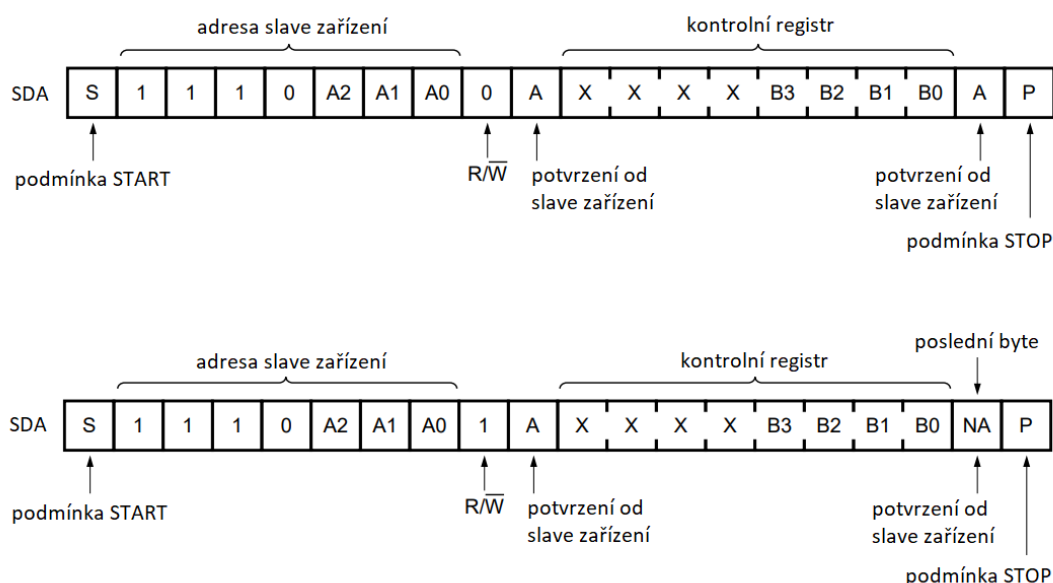 adresa slave zařízení kontrolní registr
SDA S 1 1 1 0 A2 A1 A0 0 A X X X X B3 B2 B1 B0 A P
podmínka START R/W̅ potvrzení od potvrzení od
slave zařízení slave zařízení
podmínka STOP
poslední byte
adresa slave zařízení kontrolní registr
SDA S 1 1 1 0 A2 A1 A0 1 A X X X X B3 B2 B1 B0 NA P
podmínka START R/W̅ potvrzení od potvrzení od
slave zařízení slave zařízení
podmínka STOP